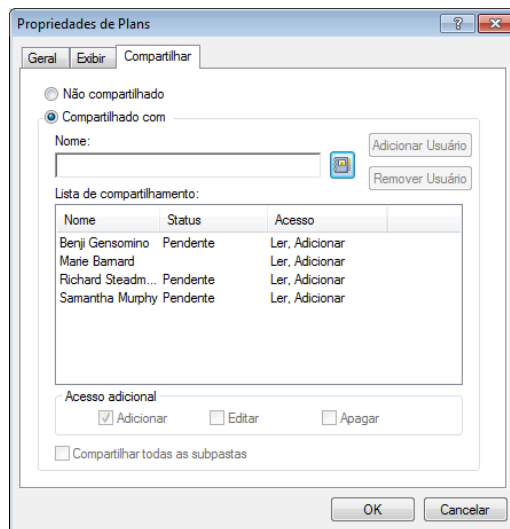 Propriedades de Plans
Geral Exibir Compartilhar
Não compartilhado
Compartilhado com
Nome:
Adicionar Usuário
Remover Usuário
Lista de compartilhamento:
Nome Status Acesso
Benji Gensomino Pendente Ler, Adicionar
Marie Barnard Ler, Adicionar
Richard Steadm... Pendente Ler, Adicionar
Samantha Murphy Pendente Ler, Adicionar
Acesso adicional
Adicionar Editar Apagar
Compartilhar todas as subpastas
OK Cancelar